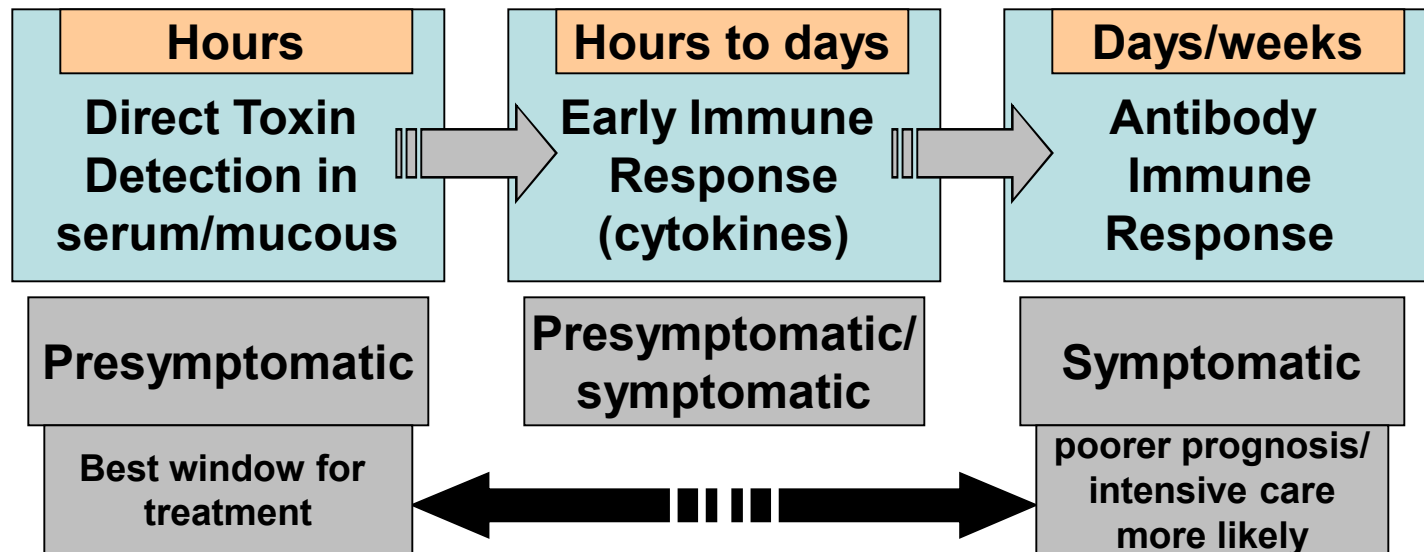 Hours
Direct Toxin
Detection in
serum/mucous
Hours to days
Early Immune
Response
(cytokines)
Days/weeks
Antibody
Immune
Response
Presymptomatic
Presymptomatic/
symptomatic
Symptomatic
Best window for
treatment
poorer prognosis/
intensive care
more likely